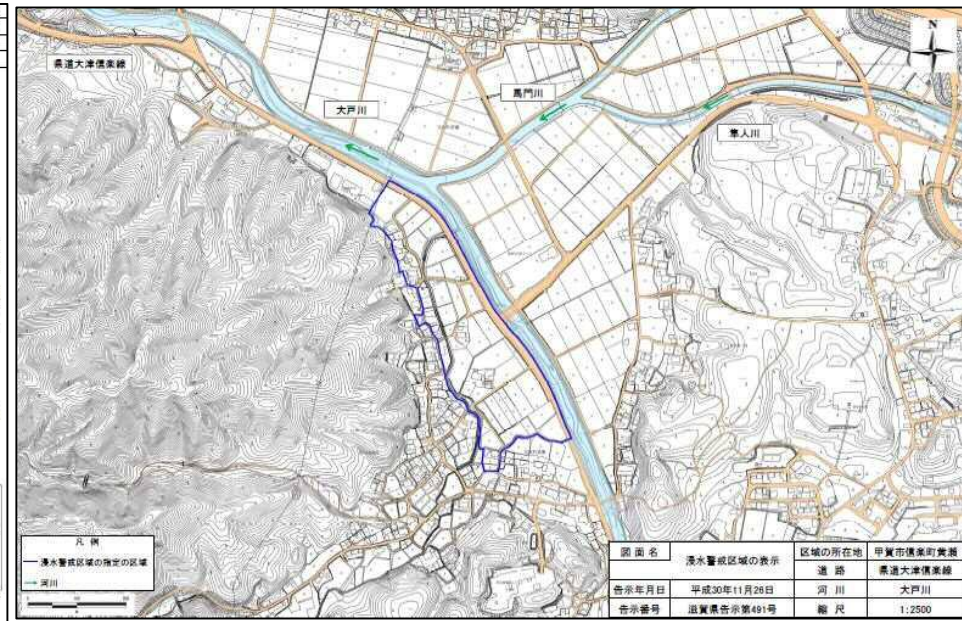 N
県道大津信楽線
大戸川
馬門川
隼人川
凡例
浸水警戒区域の指定の区域
河川
図面名 浸水警戒区域の表示 区域の所在地 甲賀市信楽町黄瀬
道路 県道大津信楽線
告示年月日 平成30年11月26日 河川 大戸川
告示番号 滋賀県告示第491号 縮尺 1:2500